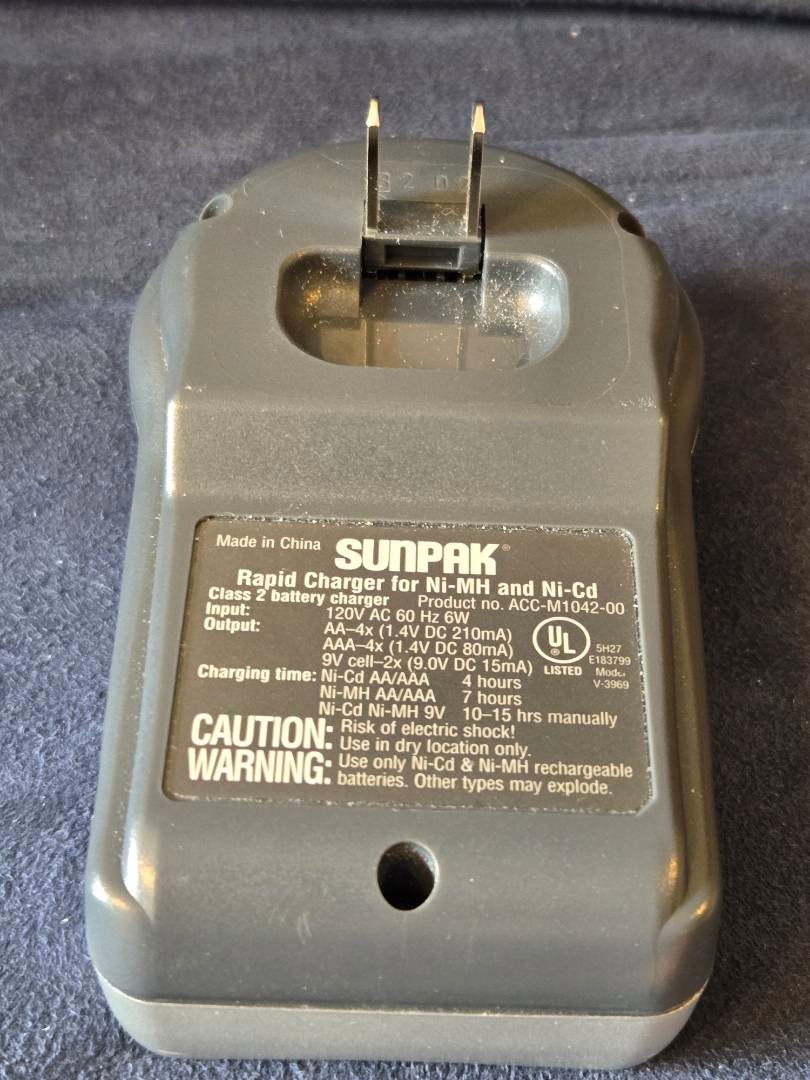 Made in China SUNPAK®
Rapid Charger for Ni-MH and Ni-Cd
Class 2 battery charger Product no. ACC-M1042-00
Input: 120V AC 60 Hz 6W
Output: AA–4x (1.4V DC 210mA)
AAA–4x (1.4V DC 80mA)
9V cell–2x (9.0V DC 15mA)
UL
LISTED
5H27
E183799
Model
V-3969
Charging time: Ni-Cd AA/AAA 4 hours
Ni-MH AA/AAA 7 hours
Ni-Cd Ni-MH 9V 10–15 hrs manually
CAUTION: Risk of electric shock!
Use in dry location only.
WARNING: Use only Ni-Cd & Ni-MH rechargeable
batteries. Other types may explode.